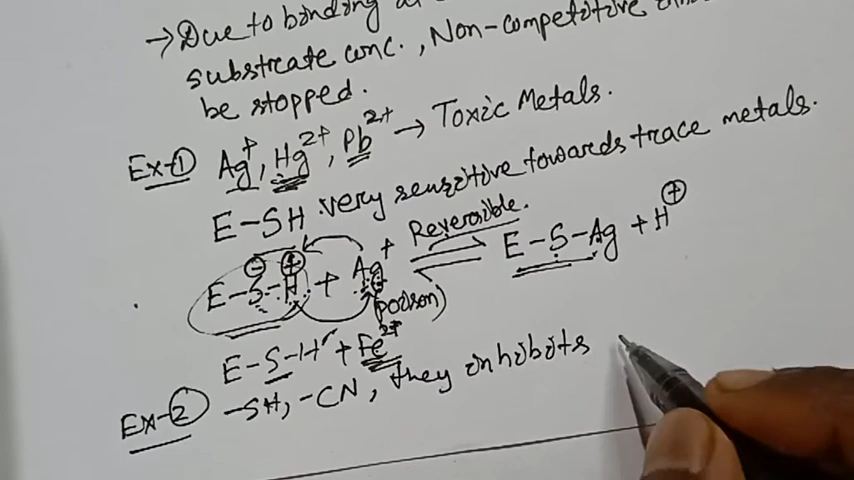 → Due to binding
substrate conc., Non-competitive
be stopped.
Ex-① Ag⁺, Hg²⁺, Pb²⁺ → Toxic Metals.
E-SH very sensitive towards trace metals.
E-S⊖-H⊕ + Ag⁺ ⇌ E-S-Ag + H⊕
Reversible.
(poison)
E-S-H + Fe²⁺
Ex-② -SH, -CN, they inhibits